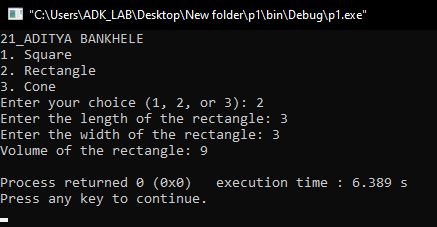 "C:\Users\ADK_LAB\Desktop\New folder\p1\bin\Debug\p1.exe"
21_ADITYA BANKHELE
1. Square
2. Rectangle
3. Cone
Enter your choice (1, 2, or 3): 2
Enter the length of the rectangle: 3
Enter the width of the rectangle: 3
Volume of the rectangle: 9
Process returned 0 (0x0)   execution time : 6.389 s
Press any key to continue.